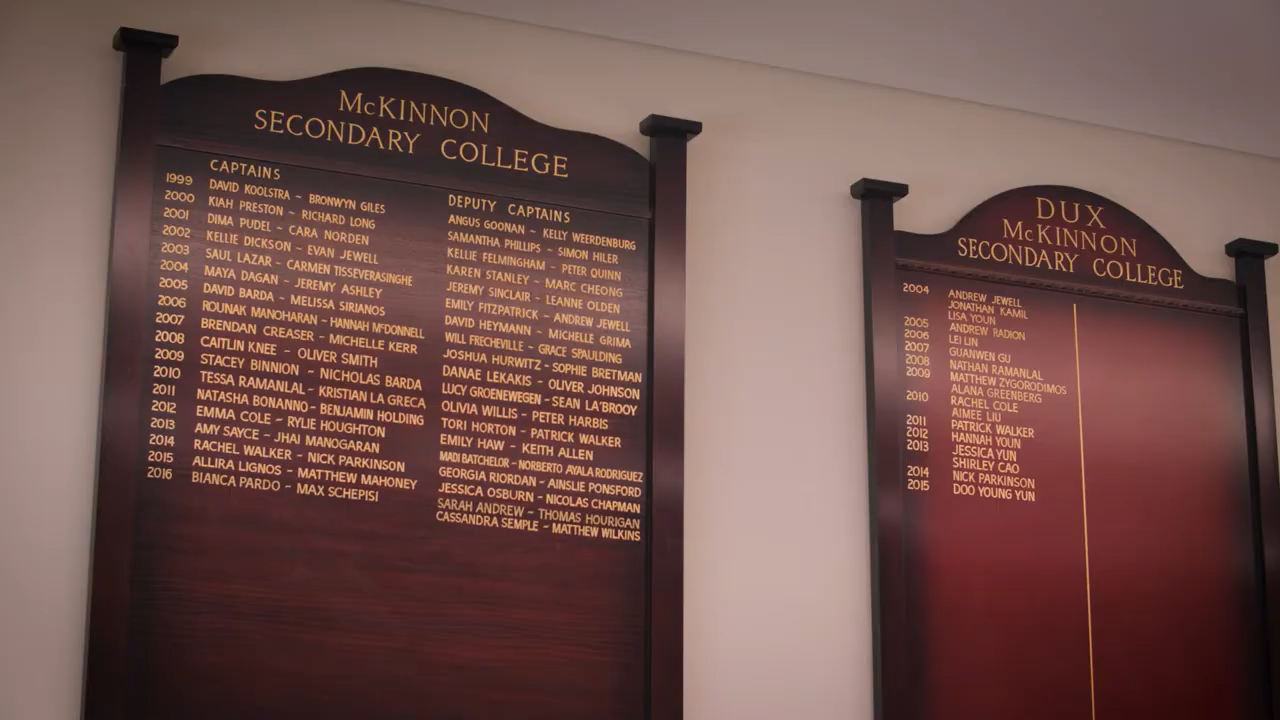 McKINNON
SECONDARY COLLEGE
CAPTAINS
1999 DAVID KOOLSTRA - BRONWYN GILES
2000 KIAH PRESTON - RICHARD LONG
2001 DIMA PUDEL - CARA NORDEN
2002 KELLIE DICKSON - EVAN JEWELL
2003 SAUL LAZAR - CARMEN TISSEVERASINGHE
2004 MAYA DAGAN - JEREMY ASHLEY
2005 DAVID BARDA - MELISSA SIRIANOS
2006 ROUNAK MANOHARAN - HANNAH McDONNELL
2007 BRENDAN CREASER - MICHELLE KERR
2008 CAITLIN KNEE - OLIVER SMITH
2009 STACEY BINNION - NICHOLAS BARDA
2010 TESSA RAMANLAL - KRISTIAN LA GRECA
2011 NATASHA BONANNO - BENJAMIN HOLDING
2012 EMMA COLE - RYLIE HOUGHTON
2013 AMY SAYCE - JHAI MANOGARAN
2014 RACHEL WALKER - NICK PARKINSON
2015 ALLIRA LIGNOS - MATTHEW MAHONEY
2016 BIANCA PARDO - MAX SCHEPISI
DEPUTY CAPTAINS
ANGUS GOONAN - KELLY WEERDENBURG
SAMANTHA PHILLIPS - SIMON HILER
KELLIE FELMINGHAM - PETER QUINN
KAREN STANLEY - MARC CHEONG
JEREMY SINCLAIR - LEANNE OLDEN
EMILY FITZPATRICK - ANDREW JEWELL
DAVID HEYMANN - MICHELLE GRIMA
WILL FRECHEVILLE - GRACE SPAULDING
JOSHUA HURWITZ - SOPHIE BRETMAN
DANAE LEKAKIS - OLIVER JOHNSON
LUCY GROENEWEGEN - SEAN LA'BROOY
OLIVIA WILLIS - PETER HARBIS
TORI HORTON - PATRICK WALKER
EMILY HAW - KEITH ALLEN
MADI BATCHELOR - NORBERTO AYALA RODRIGUEZ
GEORGIA RIORDAN - AINSLIE PONSFORD
JESSICA OSBURN - NICOLAS CHAPMAN
SARAH ANDREW - THOMAS HOURIGAN
CASSANDRA SEMPLE - MATTHEW WILKINS
DUX
McKINNON
SECONDARY COLLEGE
2004 ANDREW JEWELL
JONATHAN KAMIL
LISA YOUN
2005 ANDREW RADION
2006 LEI LIN
2007 GUANWEN GU
2008 NATHAN RAMANLAL
2009 MATTHEW ZYGORODIMOS
ALANA GREENBERG
2010 RACHEL COLE
AIMEE LIU
2011 PATRICK WALKER
2012 HANNAH YOUN
2013 JESSICA YUN
SHIRLEY CAO
2014 NICK PARKINSON
2015 DOO YOUNG YUN